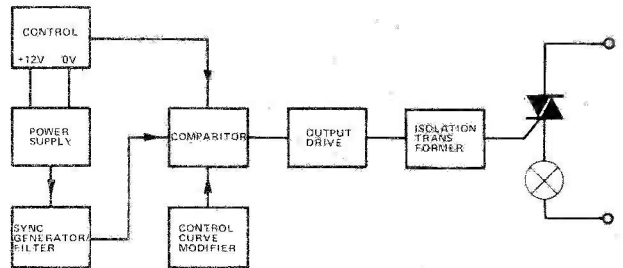 CONTROL
+12V 0V
POWER
SUPPLY
SYNC
GENERATOR/
FILTER
COMPARITOR
CONTROL
CURVE
MODIFIER
OUTPUT
DRIVE
ISOLATION
TRANS
FORMER